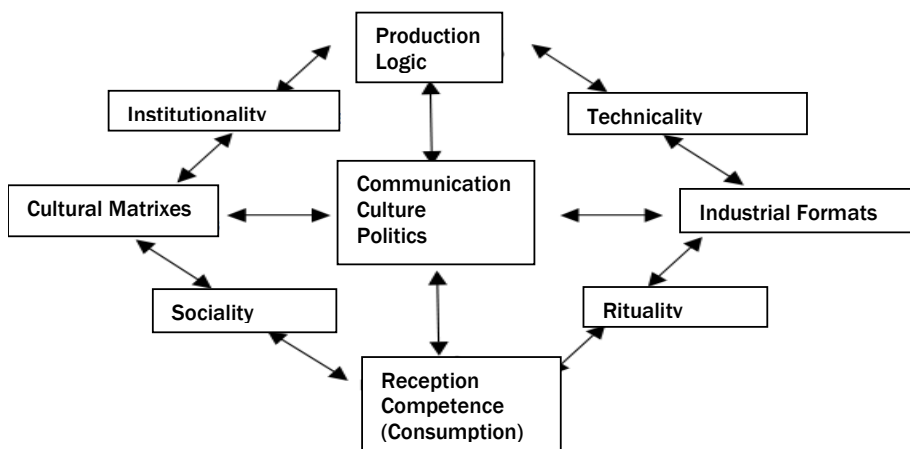 Production
Logic
Institutionality
Technicality
Communication
Culture
Politics
Cultural Matrixes
Industrial Formats
Sociality
Rituality
Reception
Competence
(Consumption)